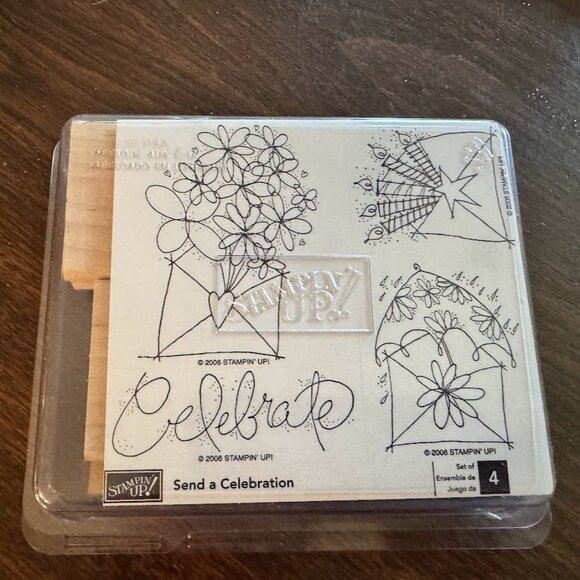 STAMPIN' UP!
© 2006 STAMPIN' UP!
© 2006 STAMPIN' UP!
Celebrate
© 2006 STAMPIN' UP!
© 2006 STAMPIN' UP!
STAMPIN' UP!
Send a Celebration
Set of
Ensemble de
Juego de
4